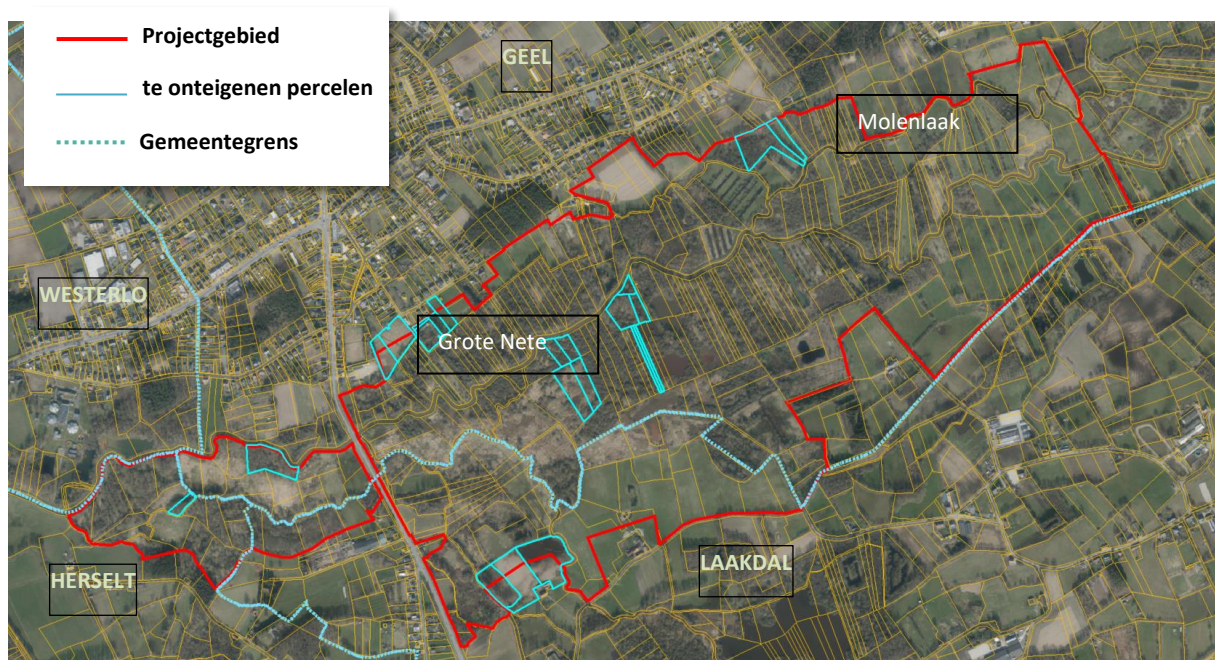 Projectgebied
te onteigenen percelen
Gemeentegrens
GEEL
Molenlaak
WESTERLO
Grote Nete
HERSELT
LAAKDAL